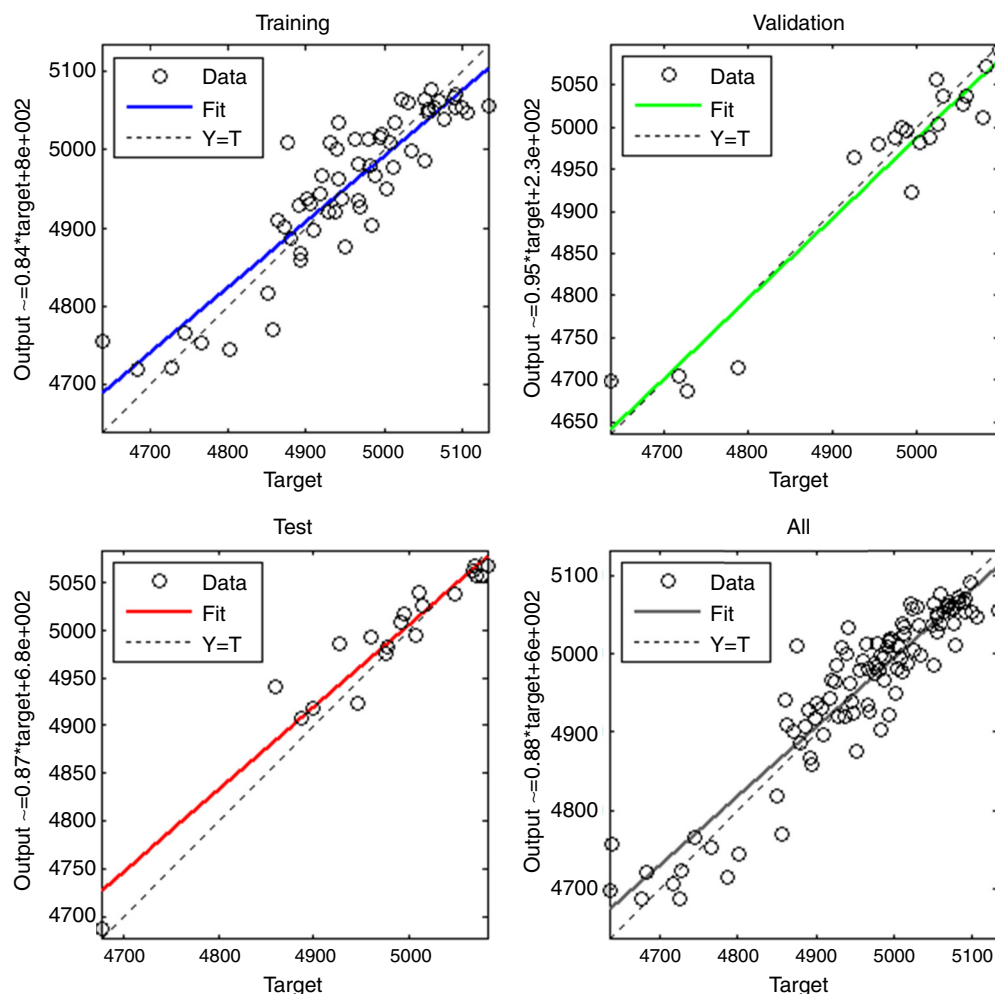 Training
Output ~=0.84*target+8e+002
5100
5000
4900
4800
4700
Data
Fit
Y=T
4700 4800 4900 5000 5100
Target
Validation
Output ~=0.95*target+2.3e+002
5050
5000
4950
4900
4850
4800
4750
4700
4650
Data
Fit
Y=T
4700 4800 4900 5000
Target
Test
Output ~=0.87*target+6.8e+002
5050
5000
4950
4900
4850
4800
4750
4700
Data
Fit
Y=T
4700 4800 4900 5000
Target
All
Output ~=0.88*target+6e+002
5100
5000
4900
4800
4700
Data
Fit
Y=T
4700 4800 4900 5000 5100
Target